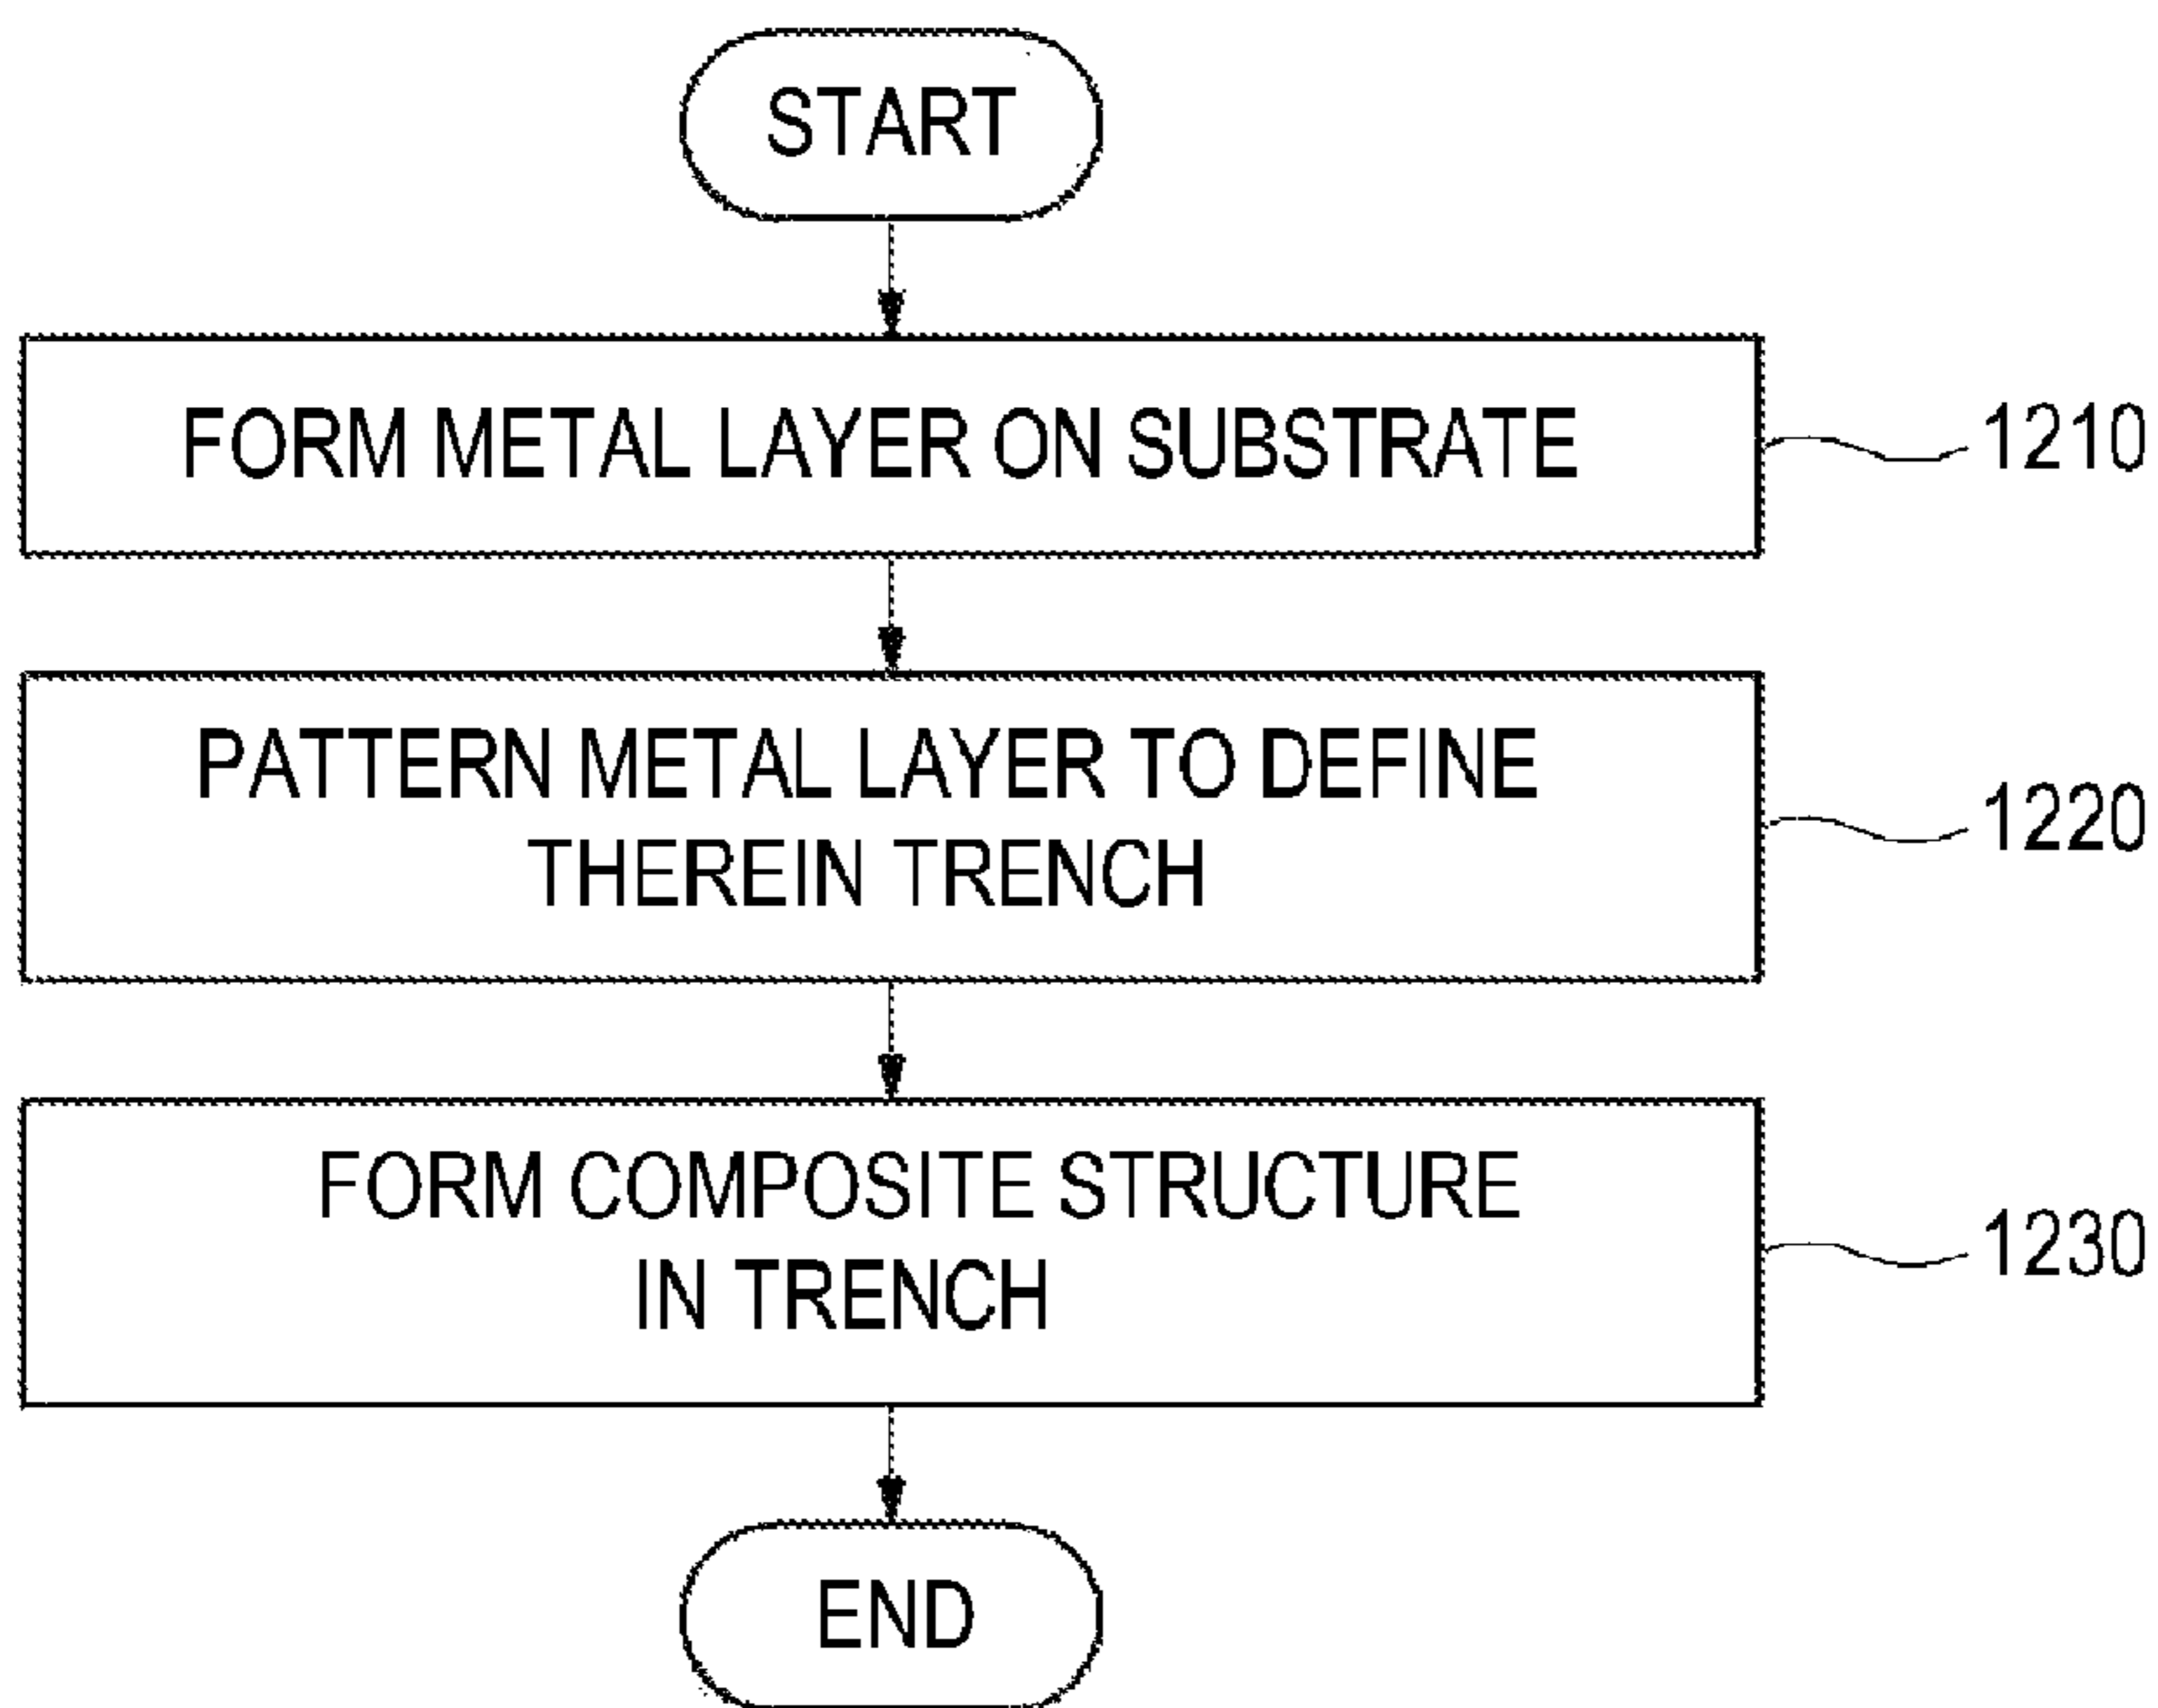 START
FORM METAL LAYER ON SUBSTRATE
1210
PATTERN METAL LAYER TO DEFINE
THEREIN TRENCH
1220
FORM COMPOSITE STRUCTURE
IN TRENCH
1230
END